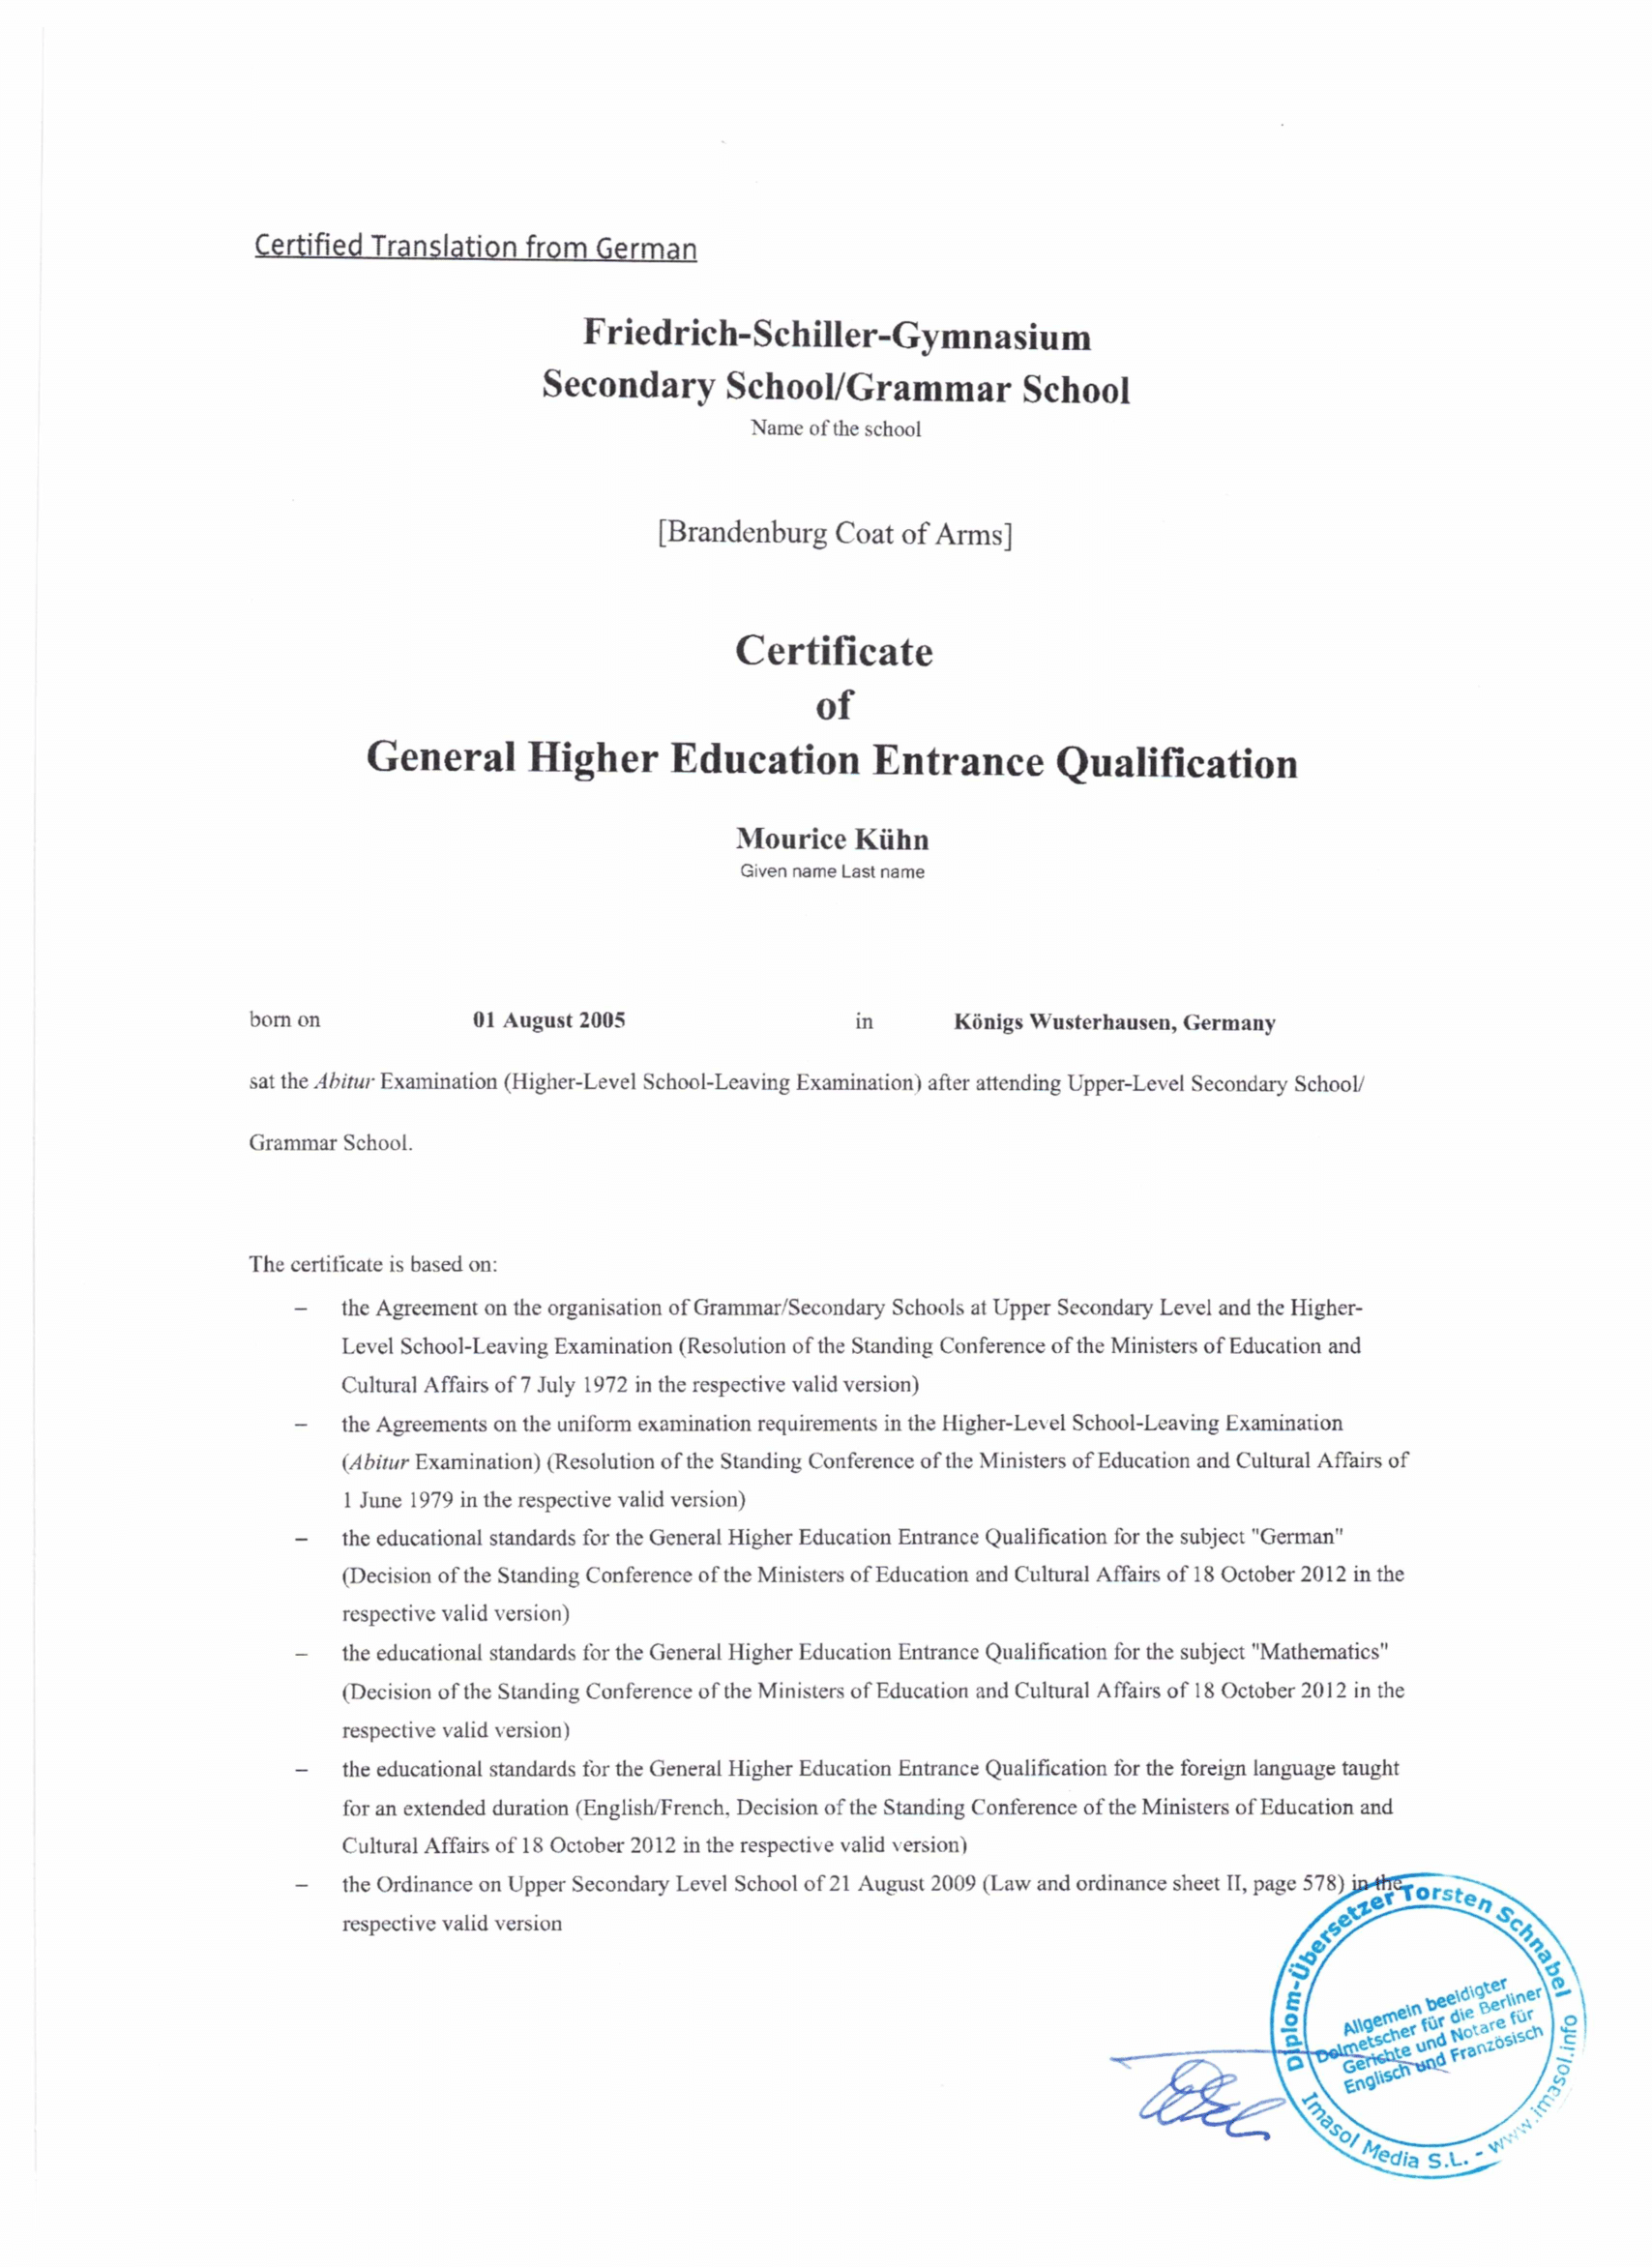 Certified Translation from German
Friedrich-Schiller-Gymnasium
Secondary School/Grammar School
Name of the school
[Brandenburg Coat of Arms]
Certificate
of
General Higher Education Entrance Qualification
Mourice Kühn
Given name Last name
born on 01 August 2005 in Königs Wusterhausen, Germany
sat the Abitur Examination (Higher-Level School-Leaving Examination) after attending Upper-Level Secondary School/
Grammar School.
The certificate is based on:
– the Agreement on the organisation of Grammar/Secondary Schools at Upper Secondary Level and the Higher-
Level School-Leaving Examination (Resolution of the Standing Conference of the Ministers of Education and
Cultural Affairs of 7 July 1972 in the respective valid version)
– the Agreements on the uniform examination requirements in the Higher-Level School-Leaving Examination
(Abitur Examination) (Resolution of the Standing Conference of the Ministers of Education and Cultural Affairs of
1 June 1979 in the respective valid version)
– the educational standards for the General Higher Education Entrance Qualification for the subject "German"
(Decision of the Standing Conference of the Ministers of Education and Cultural Affairs of 18 October 2012 in the
respective valid version)
– the educational standards for the General Higher Education Entrance Qualification for the subject "Mathematics"
(Decision of the Standing Conference of the Ministers of Education and Cultural Affairs of 18 October 2012 in the
respective valid version)
– the educational standards for the General Higher Education Entrance Qualification for the foreign language taught
for an extended duration (English/French, Decision of the Standing Conference of the Ministers of Education and
Cultural Affairs of 18 October 2012 in the respective valid version)
– the Ordinance on Upper Secondary Level School of 21 August 2009 (Law and ordinance sheet II, page 578) in the
respective valid version
Diplom-Übersetzer Torsten Schnabel
Allgemein beeidigter
Dolmetscher für die Berliner
Gerichte und Notare für
Englisch und Französisch
Imasol Media S.L. - www.imasol.info